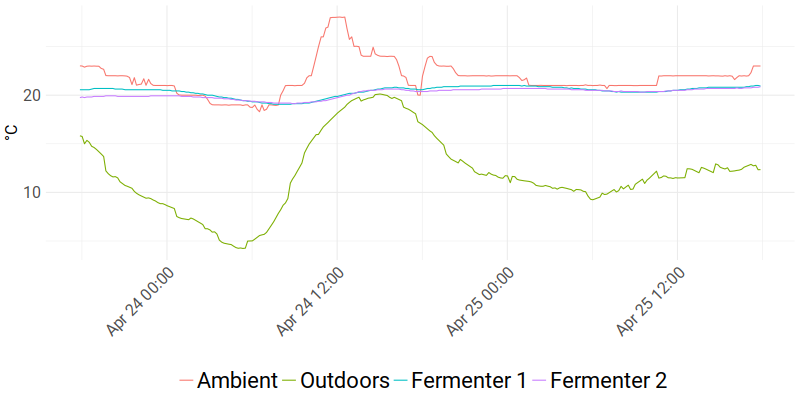 20
°C
10
Apr 24 00:00
Apr 24 12:00
Apr 25 00:00
Apr 25 12:00
Ambient Outdoors Fermenter 1 Fermenter 2